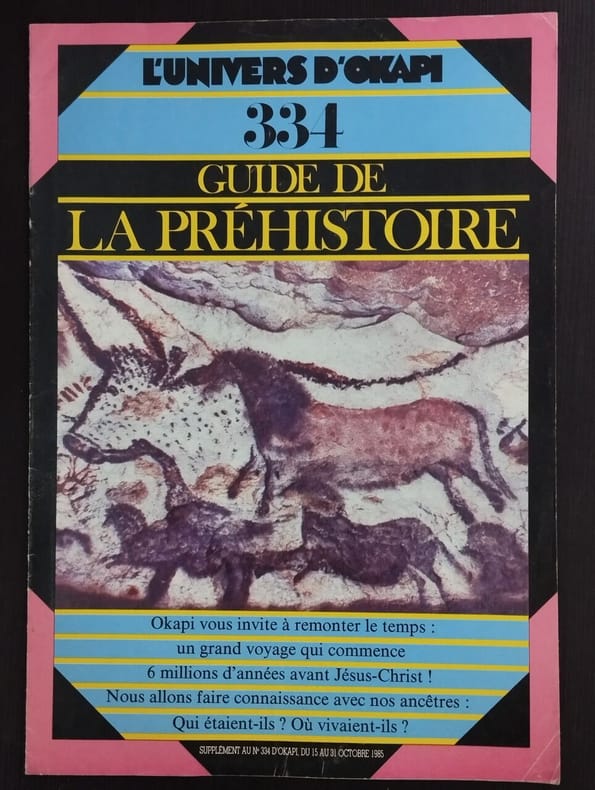 L'UNIVERS D'OKAPI
334
GUIDE DE
LA PRÉHISTOIRE
Okapi vous invite à remonter le temps :
un grand voyage qui commence
6 millions d'années avant Jésus-Christ !
Nous allons faire connaissance avec nos ancêtres :
Qui étaient-ils ? Où vivaient-ils ?
SUPPLÉMENT AU N° 334 D'OKAPI, DU 15 AU 31 OCTOBRE 1985